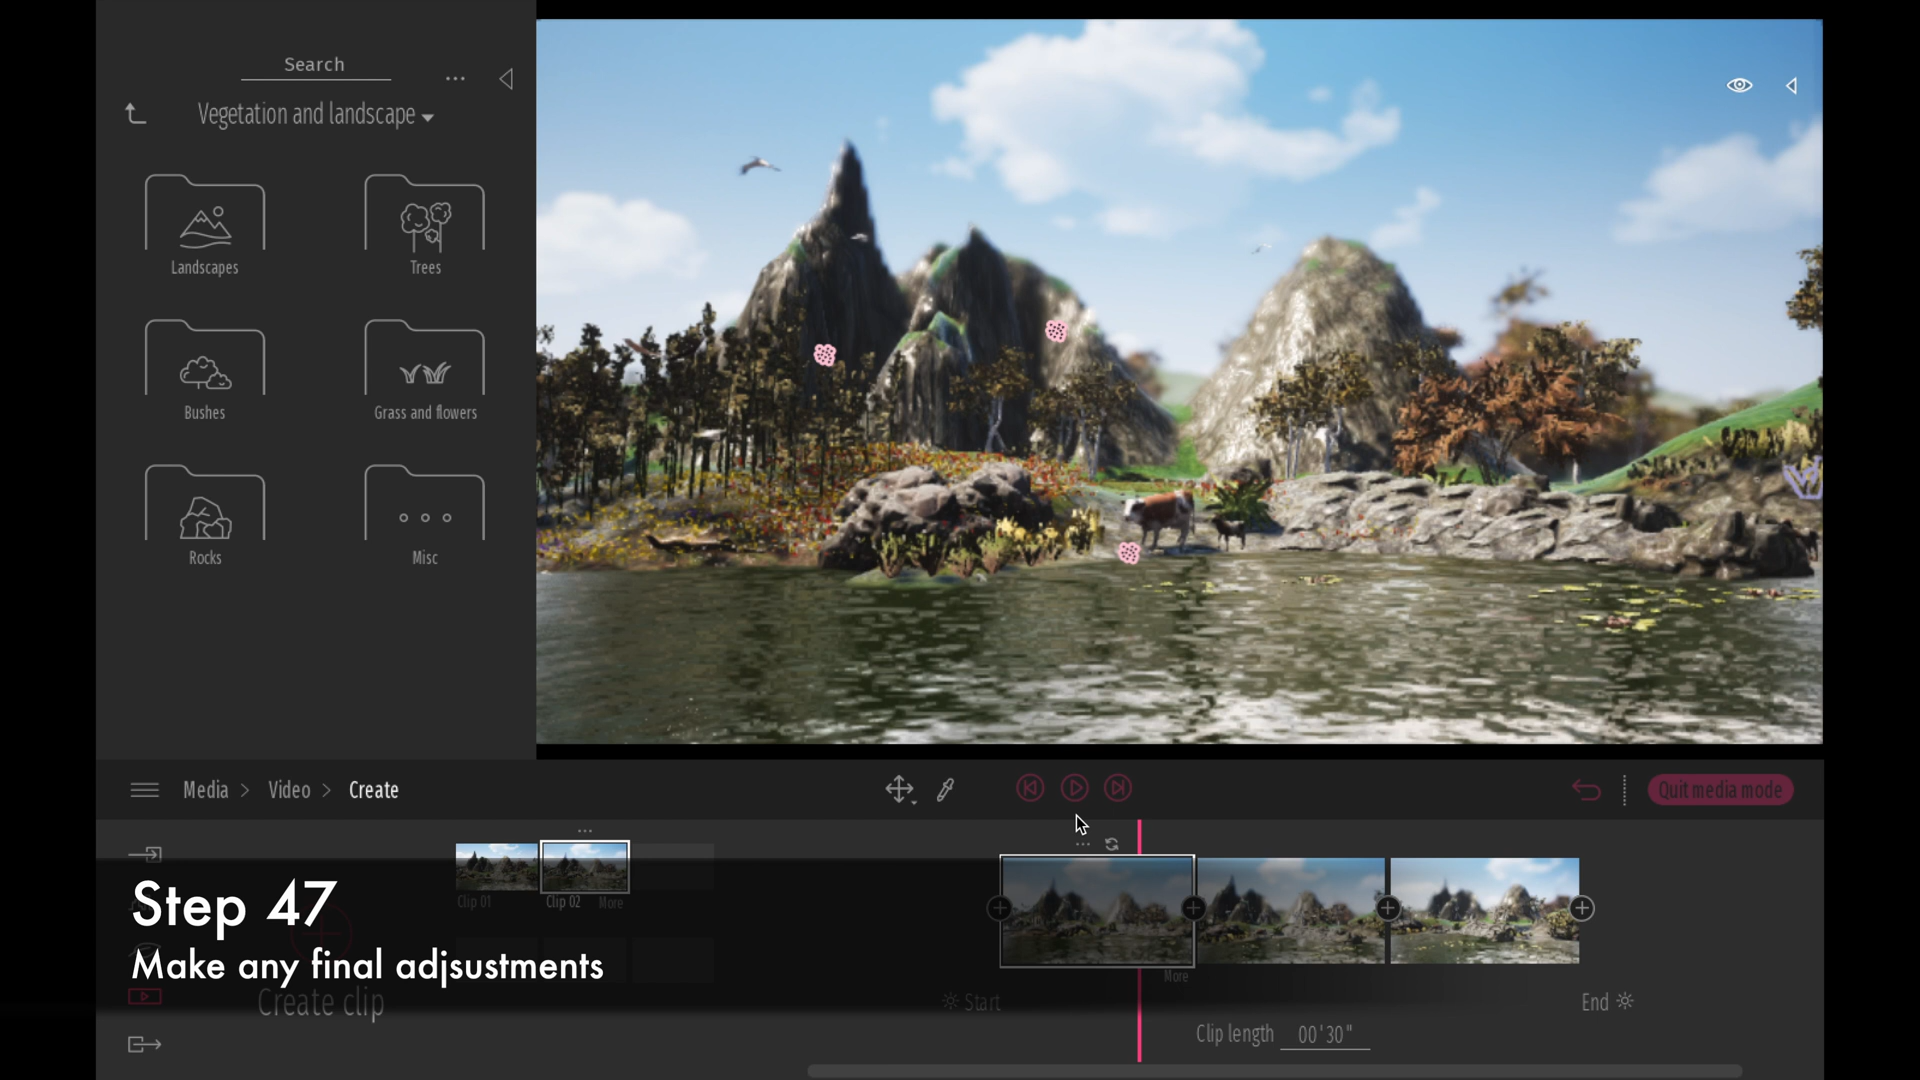 Search
Vegetation and landscape
Landscapes
Trees
Bushes
Grass and flowers
Rocks
Misc
Media > Video > Create
Quit media mode
Clip 01
Clip 02
More
Step 47
Make any final adjsustments
Create clip
More
Start
End
Clip length 00'30"